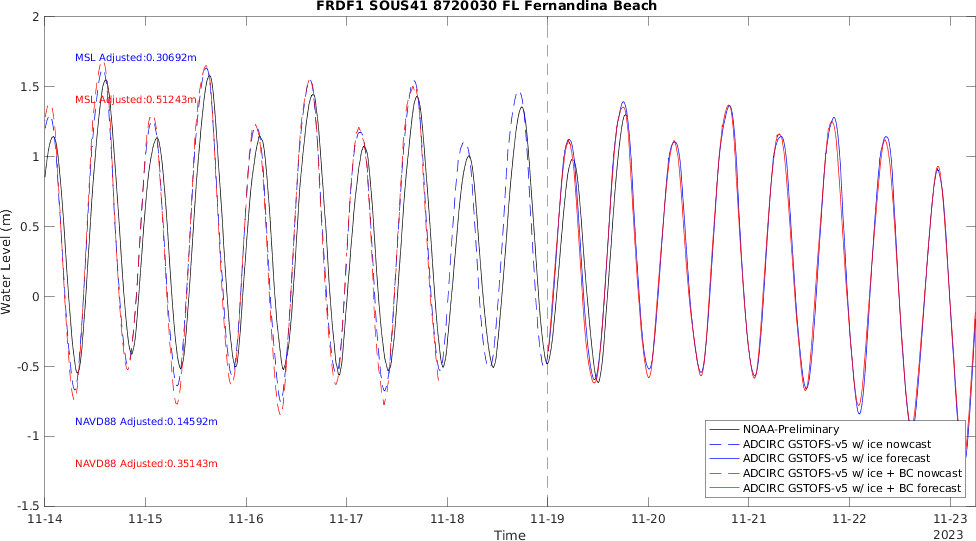 FRDF1 SOUS41 8720030 FL Fernandina Beach
2
MSL Adjusted:0.30692m
1.5
MSL Adjusted:0.51243m
1
0.5
Water Level (m)
0
-0.5
NAVD88 Adjusted:0.14592m
-1
NAVD88 Adjusted:0.35143m
-1.5
NOAA-Preliminary
ADCIRC GSTOFS-v5 w/ ice nowcast
ADCIRC GSTOFS-v5 w/ ice forecast
ADCIRC GSTOFS-v5 w/ ice + BC nowcast
ADCIRC GSTOFS-v5 w/ ice + BC forecast
11-14 11-15 11-16 11-17 11-18 11-19 11-20 11-21 11-22 11-23
Time
2023